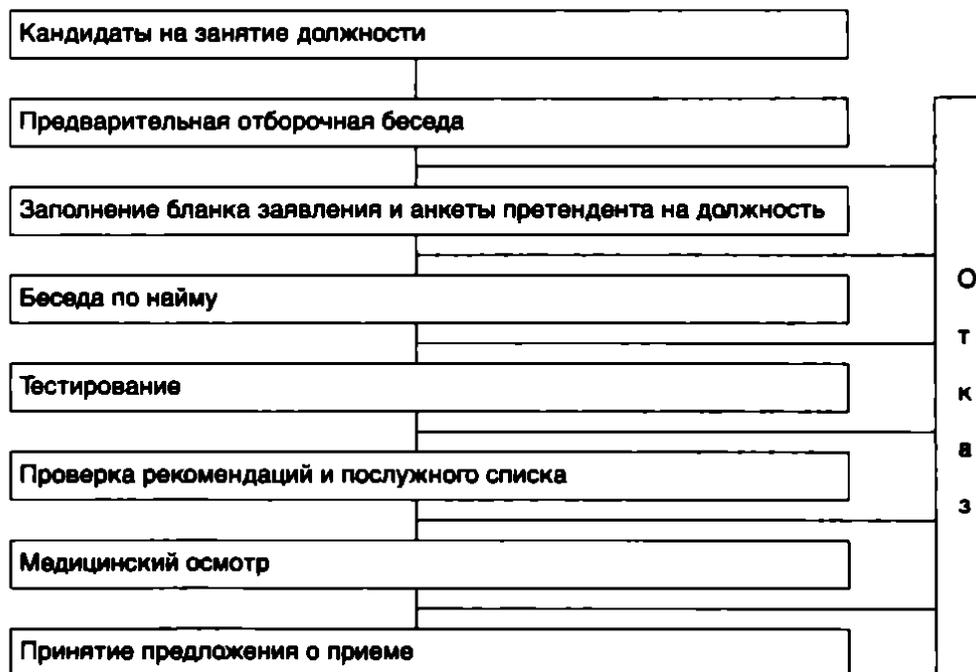 Кандидаты на занятие должности
Предварительная отборочная беседа
Заполнение бланка заявления и анкеты претендента на должность
Беседа по найму
Тестирование
Проверка рекомендаций и послужного списка
Медицинский осмотр
Принятие предложения о приеме
О
т
к
а
з